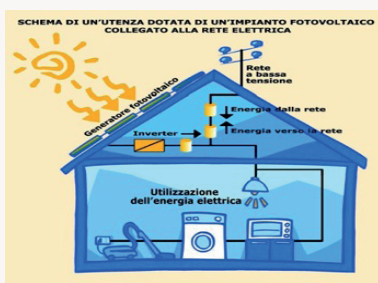 SCHEMA DI UN'UTENZA DOTATA DI UN'IMPIANTO FOTOVOLTAICO
COLLEGATO ALLA RETE ELETTRICA
Rete
a bassa
tensione
Generatore fotovoltaico
Energia dalla rete
Inverter
Energia verso la rete
Utilizzazione
dell'energia elettrica